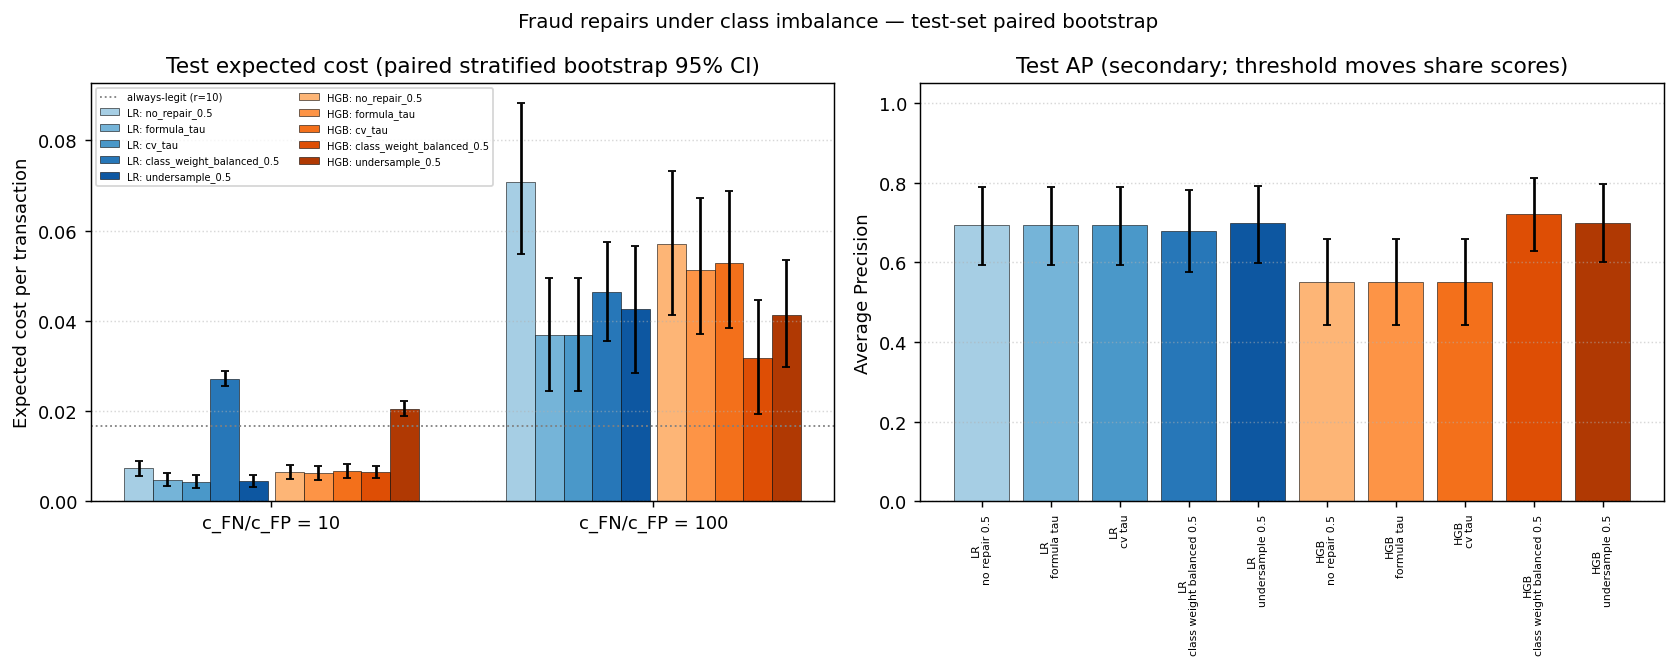 Fraud repairs under class imbalance — test-set paired bootstrap
Test expected cost (paired stratified bootstrap 95% CI)
Expected cost per transaction
0.08
0.06
0.04
0.02
0.00
always-legit (r=10)
LR: no_repair_0.5
LR: formula_tau
LR: cv_tau
LR: class_weight_balanced_0.5
LR: undersample_0.5
HGB: no_repair_0.5
HGB: formula_tau
HGB: cv_tau
HGB: class_weight_balanced_0.5
HGB: undersample_0.5
c_FN/c_FP = 10
c_FN/c_FP = 100
Test AP (secondary; threshold moves share scores)
Average Precision
1.0
0.8
0.6
0.4
0.2
0.0
LR
no repair 0.5
LR
formula tau
LR
cv tau
LR
class weight balanced 0.5
LR
undersample 0.5
HGB
no repair 0.5
HGB
formula tau
HGB
cv tau
HGB
class weight balanced 0.5
HGB
undersample 0.5